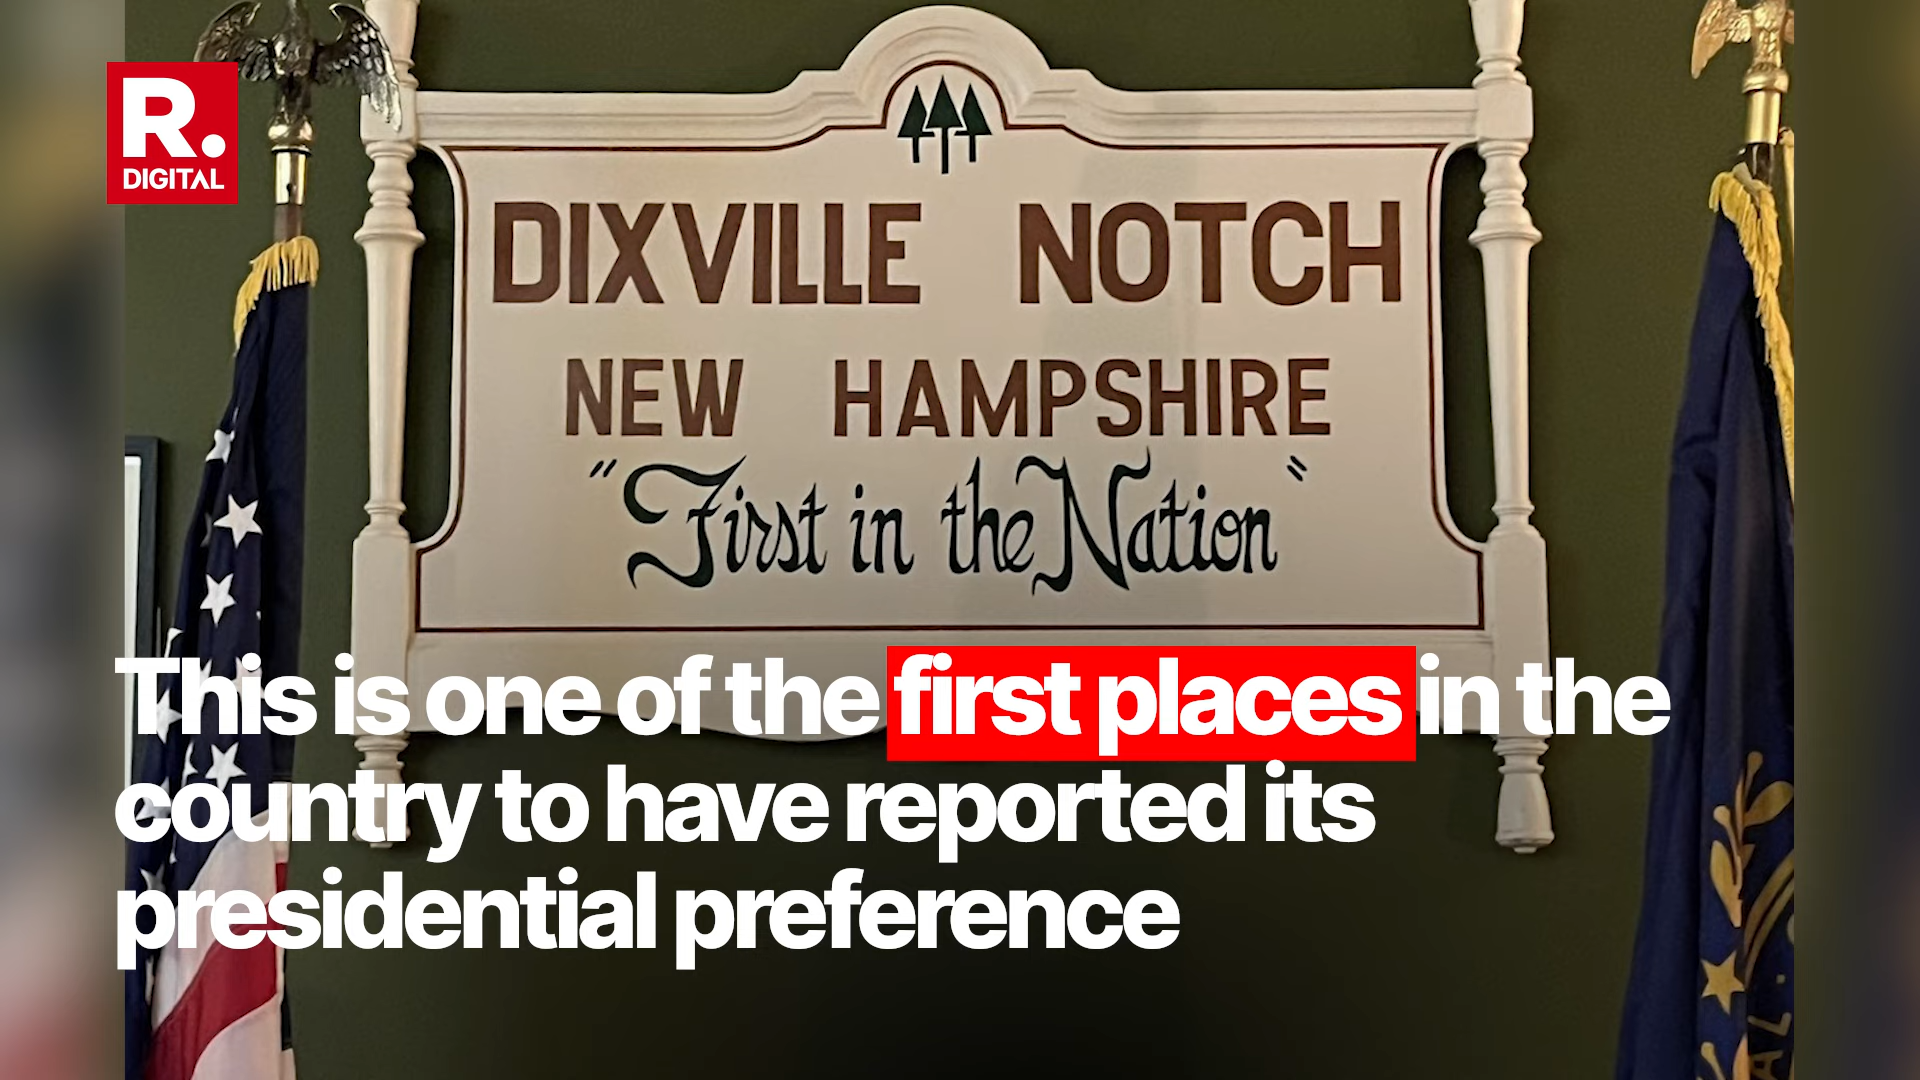 R.
DIGITAL
DIXVILLE NOTCH
NEW HAMPSHIRE
"First in the Nation"
This is one of the first places in the
country to have reported its
presidential preference
AL